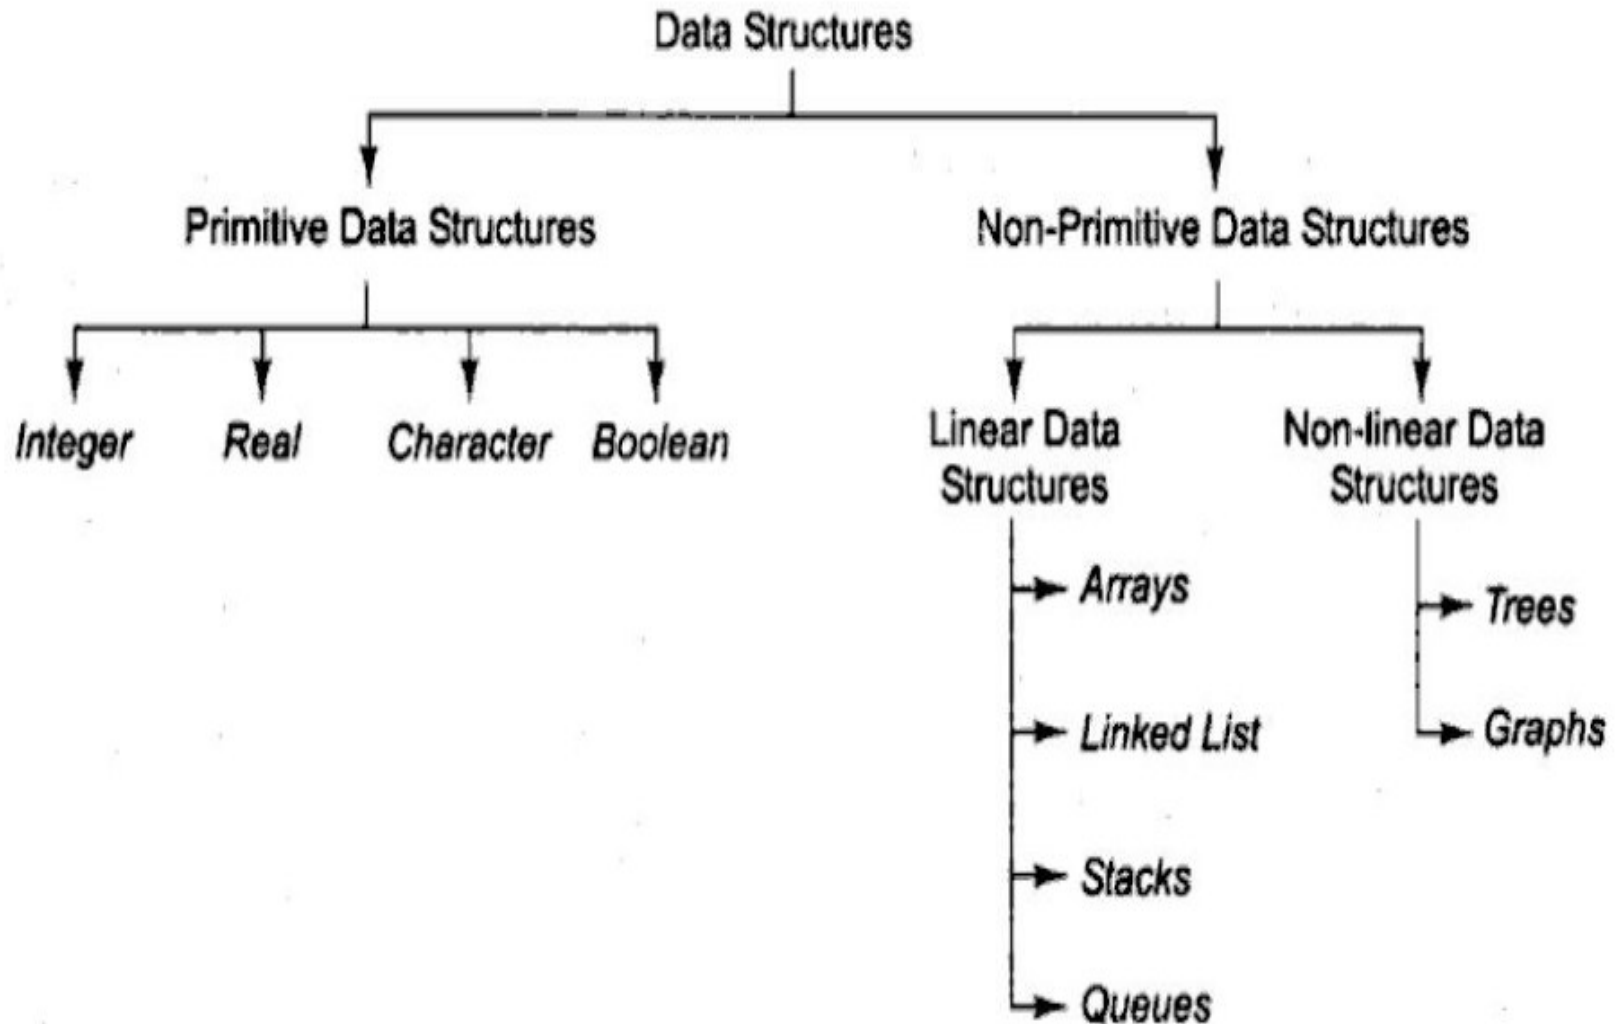 Data Structures
Primitive Data Structures
Non-Primitive Data Structures
Integer
Real
Character
Boolean
Linear Data
Structures
Non-linear Data
Structures
Arrays
Trees
Linked List
Graphs
Stacks
Queues